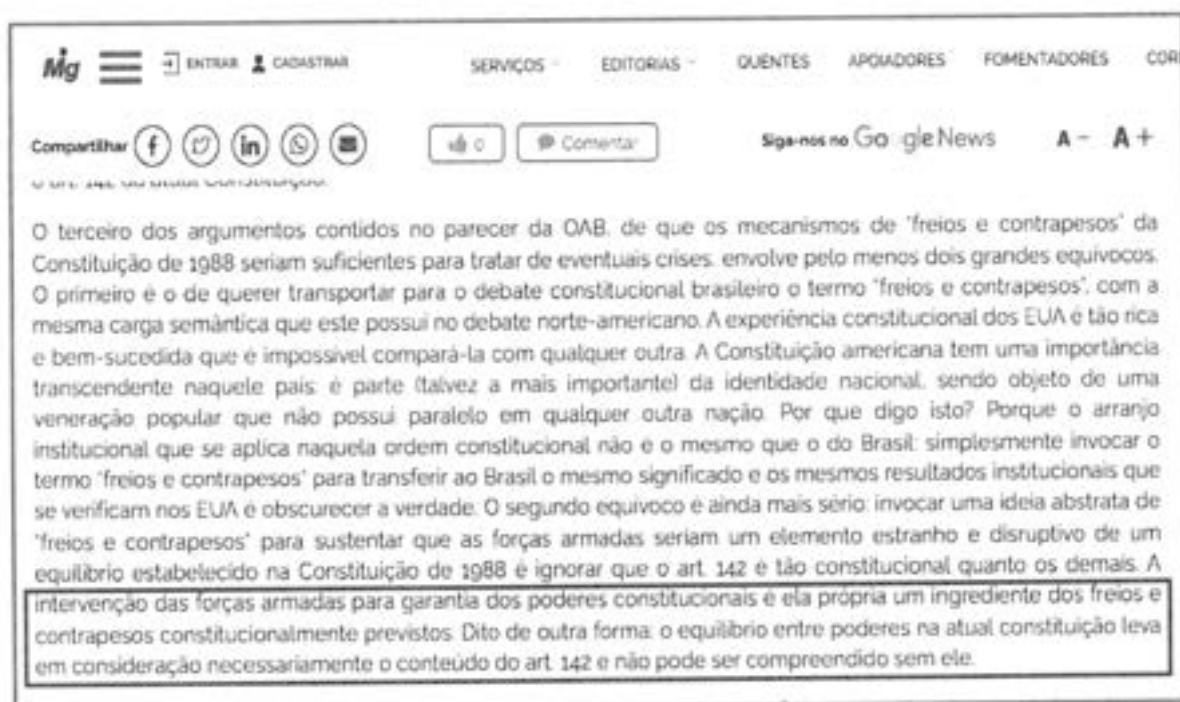 Mg ENTRAR CADASTRAR SERVIÇOS EDITORIAS QUENTES APOIADORES FOMENTADORES COR
Compartilhar 0 Comentar Siga-nos no Google News A- A+
o art. 142 da atual Constituição.
O terceiro dos argumentos contidos no parecer da OAB, de que os mecanismos de "freios e contrapesos" da
Constituição de 1988 seriam suficientes para tratar de eventuais crises, envolve pelo menos dois grandes equívocos.
O primeiro é o de querer transportar para o debate constitucional brasileiro o termo "freios e contrapesos", com a
mesma carga semântica que este possui no debate norte-americano. A experiência constitucional dos EUA é tão rica
e bem-sucedida que é impossível compará-la com qualquer outra. A Constituição americana tem uma importância
transcendente naquele país: é parte (talvez a mais importante) da identidade nacional, sendo objeto de uma
veneração popular que não possui paralelo em qualquer outra nação. Por que digo isto? Porque o arranjo
institucional que se aplica naquela ordem constitucional não é o mesmo que o do Brasil: simplesmente invocar o
termo "freios e contrapesos" para transferir ao Brasil o mesmo significado e os mesmos resultados institucionais que
se verificam nos EUA é obscurecer a verdade. O segundo equívoco é ainda mais sério: invocar uma ideia abstrata de
"freios e contrapesos" para sustentar que as forças armadas seriam um elemento estranho e disruptivo de um
equilíbrio estabelecido na Constituição de 1988 é ignorar que o art. 142 é tão constitucional quanto os demais. A
intervenção das forças armadas para garantia dos poderes constitucionais é ela própria um ingrediente dos freios e
contrapesos constitucionalmente previstos. Dito de outra forma: o equilíbrio entre poderes na atual constituição leva
em consideração necessariamente o conteúdo do art. 142 e não pode ser compreendido sem ele.